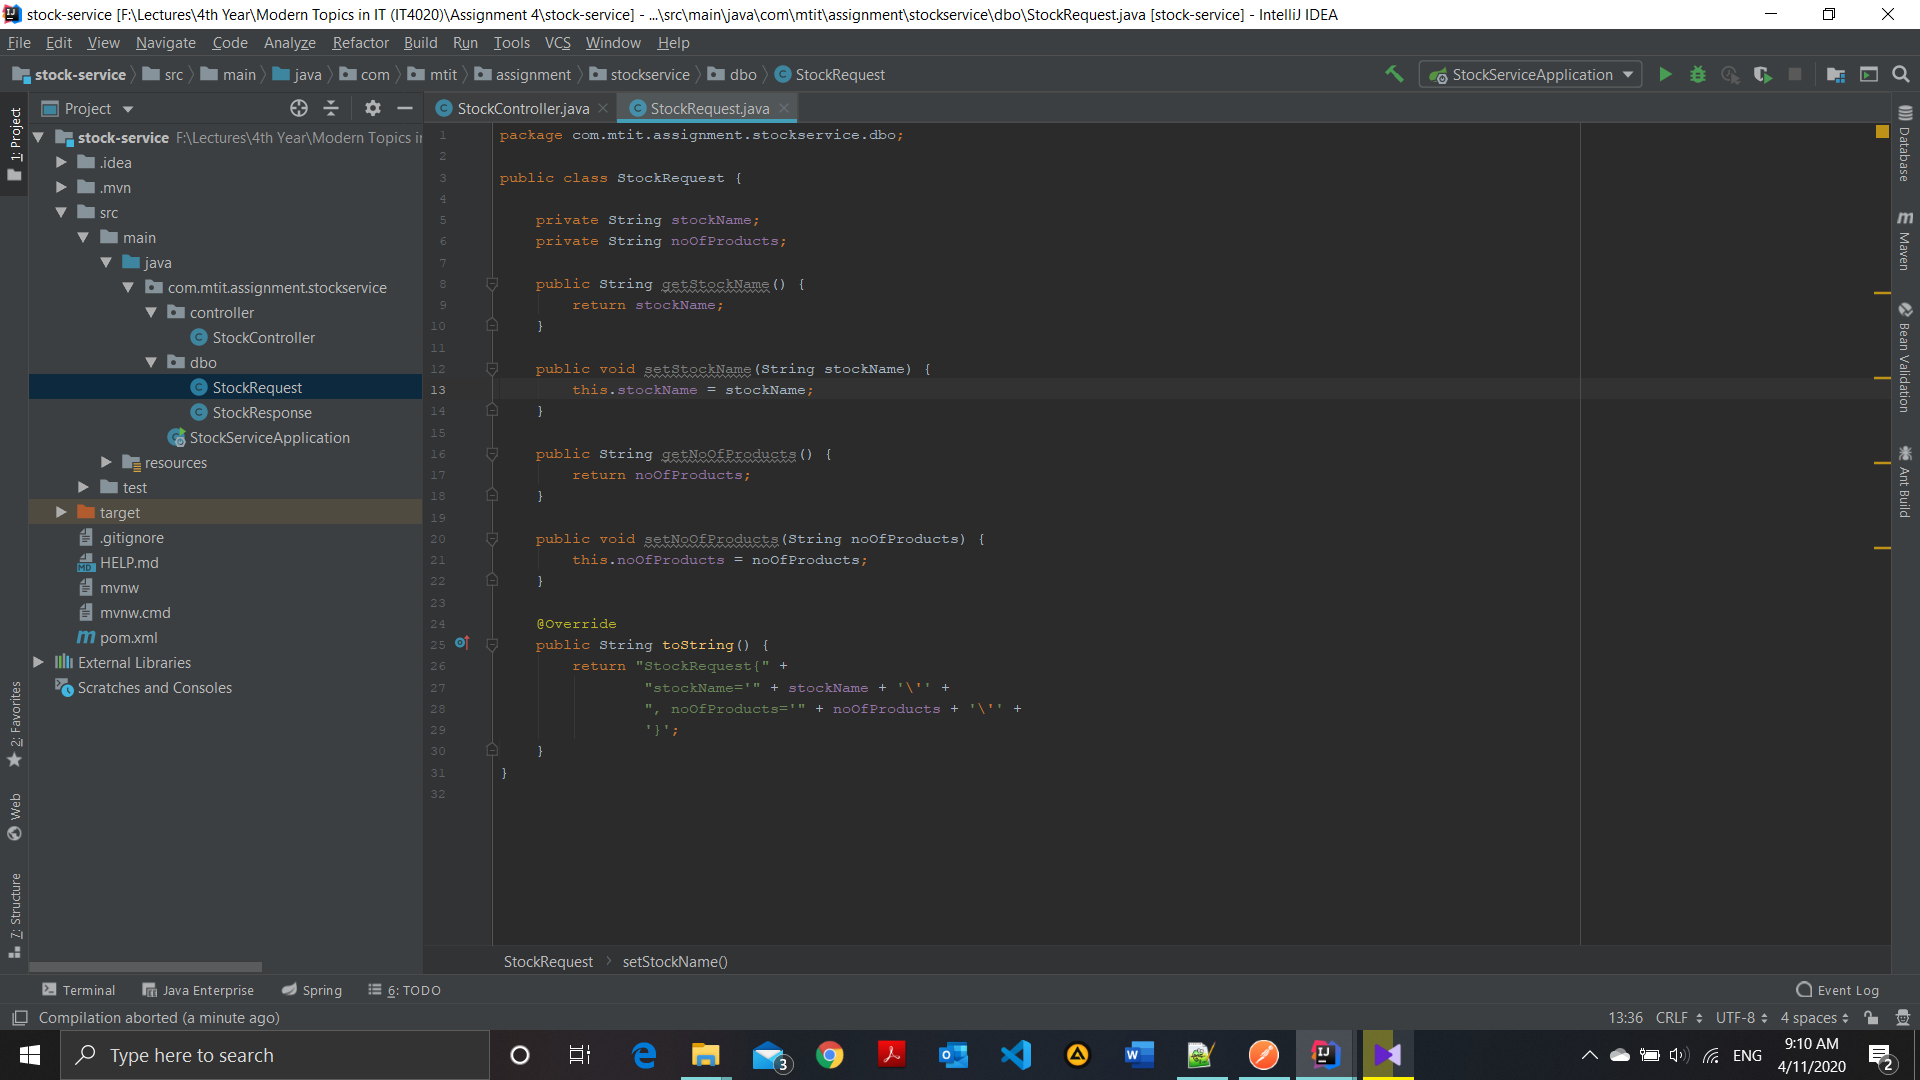 stock-service [F:\Lectures\4th Year\Modern Topics in IT (IT4020)\Assignment 4\stock-service] - ...\src\main\java\com\mtit\assignment\stockservice\dbo\StockRequest.java [stock-service] - IntelliJ IDEA
File Edit View Navigate Code Analyze Refactor Build Run Tools VCS Window Help
stock-service src main java com mtit assignment stockservice dbo StockRequest StockServiceApplication
Project
StockController.java StockRequest.java
1: Project
2: Favorites
Web
7: Structure
stock-service F:\Lectures\4th Year\Modern Topics in
.idea
.mvn
src
main
java
com.mtit.assignment.stockservice
controller
StockController
dbo
StockRequest
StockResponse
StockServiceApplication
resources
test
target
.gitignore
HELP.md
mvnw
mvnw.cmd
pom.xml
External Libraries
Scratches and Consoles
1 package com.mtit.assignment.stockservice.dbo;
2
3 public class StockRequest {
4
5 private String stockName;
6 private String noOfProducts;
7
8 public String getStockName() {
9 return stockName;
10 }
11
12 public void setStockName(String stockName) {
13 this.stockName = stockName;
14 }
15
16 public String getNoOfProducts() {
17 return noOfProducts;
18 }
19
20 public void setNoOfProducts(String noOfProducts) {
21 this.noOfProducts = noOfProducts;
22 }
23
24 @Override
25 public String toString() {
26 return "StockRequest{" +
27 "stockName='" + stockName + '\'' +
28 ", noOfProducts='" + noOfProducts + '\'' +
29 '}';
30 }
31 }
32
Database
Maven
Bean Validation
Ant Build
StockRequest setStockName()
Terminal Java Enterprise Spring 6: TODO Event Log
Compilation aborted (a minute ago) 13:36 CRLF UTF-8 4 spaces
Type here to search 3 ENG 9:10 AM
4/11/2020 2